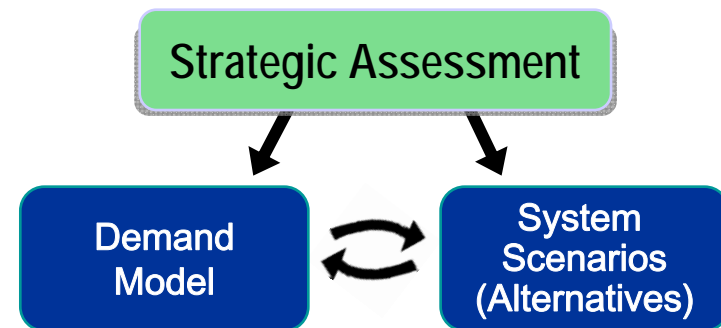 Strategic Assessment
Demand
Model
System
Scenarios
(Alternatives)